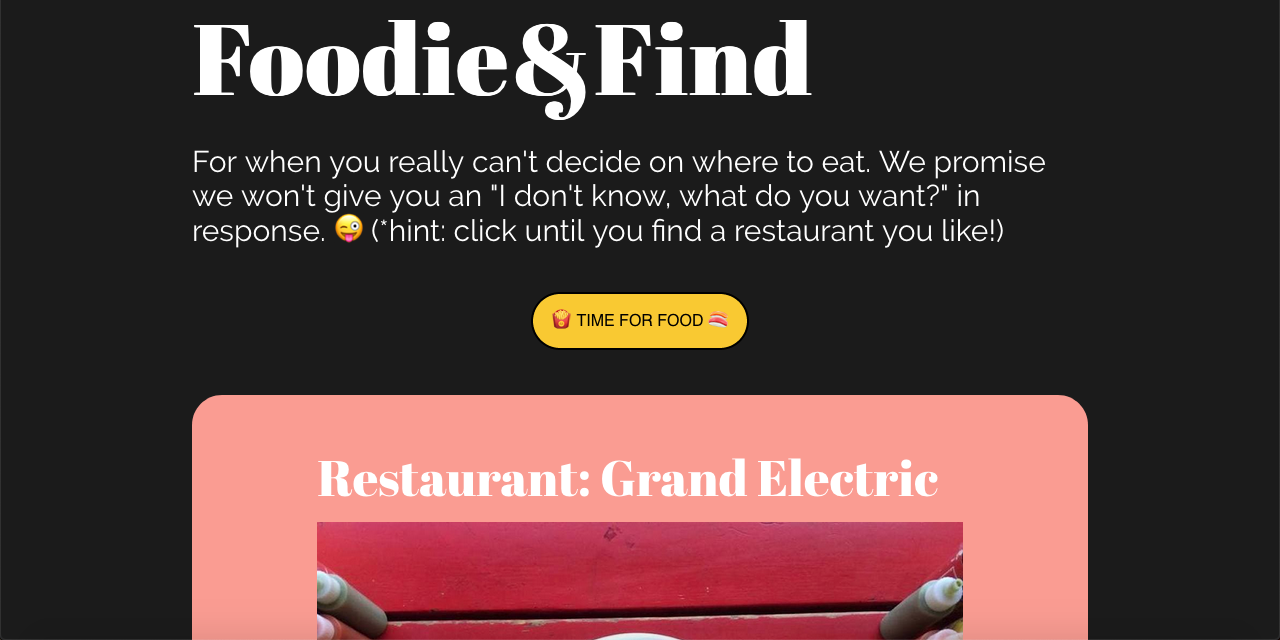 Foodie&Find
For when you really can't decide on where to eat. We promise
we won't give you an "I don't know, what do you want?" in
response. 😜 (*hint: click until you find a restaurant you like!)
🍟 TIME FOR FOOD 🍣
Restaurant: Grand Electric